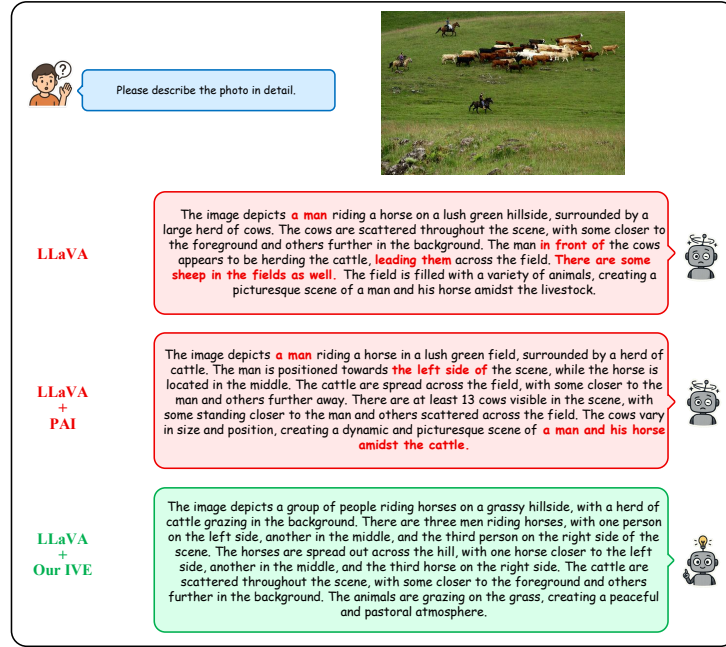 Please describe the photo in detail.
LLaVA
The image depicts a man riding a horse on a lush green hillside, surrounded by a
large herd of cows. The cows are scattered throughout the scene, with some closer
to the foreground and others further in the background. The man in front of the cows
appears to be herding the cattle, leading them across the field. There are some
sheep in the fields as well. The field is filled with a variety of animals, creating a
picturesque scene of a man and his horse amidst the livestock.
LLaVA
+
PAI
The image depicts a man riding a horse in a lush green field, surrounded by a herd of
cattle. The man is positioned towards the left side of the scene, while the horse is
located in the middle. The cattle are spread across the field, with some closer to the
man and others further away. There are at least 13 cows visible in the scene, with
some standing closer to the man and others scattered across the field. The cows vary
in size and position, creating a dynamic and picturesque scene of a man and his horse
amidst the cattle.
LLaVA
+
Our IVE
The image depicts a group of people riding horses on a grassy hillside, with a herd of
cattle grazing in the background. There are three men riding horses, with one person
on the left side, another in the middle, and the third person on the right side of the
scene. The horses are spread out across the hill, with one horse closer to the left
side, another in the middle, and the third horse on the right side. The cattle are
scattered throughout the scene, with some closer to the foreground and others
further in the background. The animals are grazing on the grass, creating a peaceful
and pastoral atmosphere.